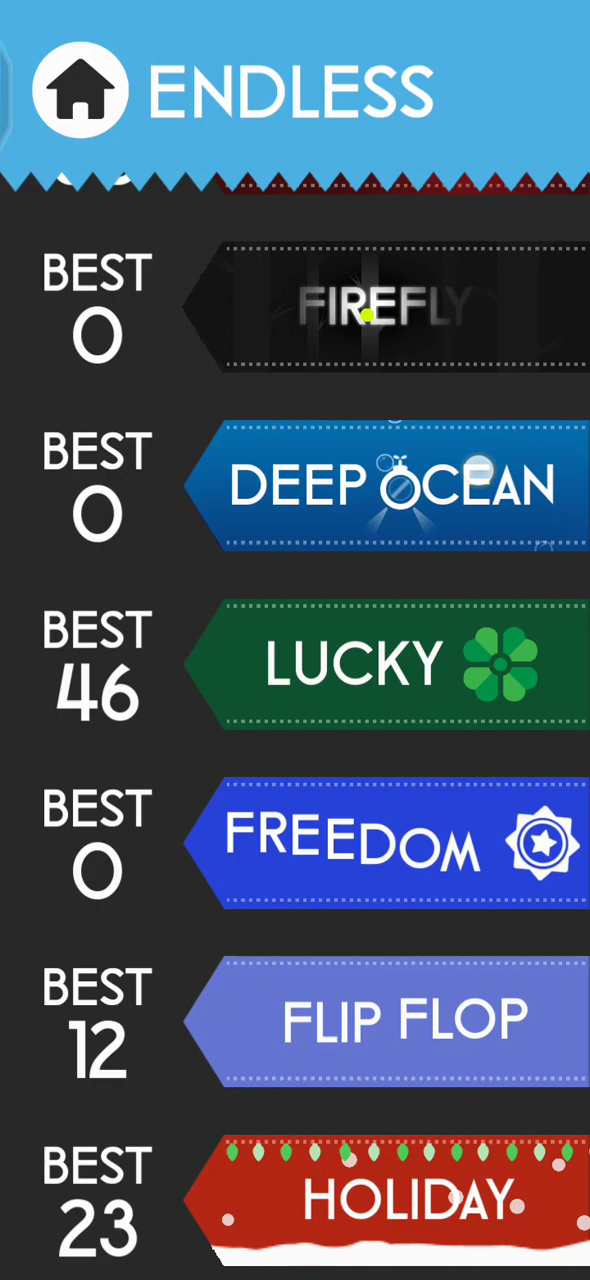 ENDLESS
BEST
0
FIREFLY
BEST
0
DEEP OCEAN
BEST
46
LUCKY
BEST
0
FREEDOM
BEST
12
FLIP FLOP
BEST
23
HOLIDAY